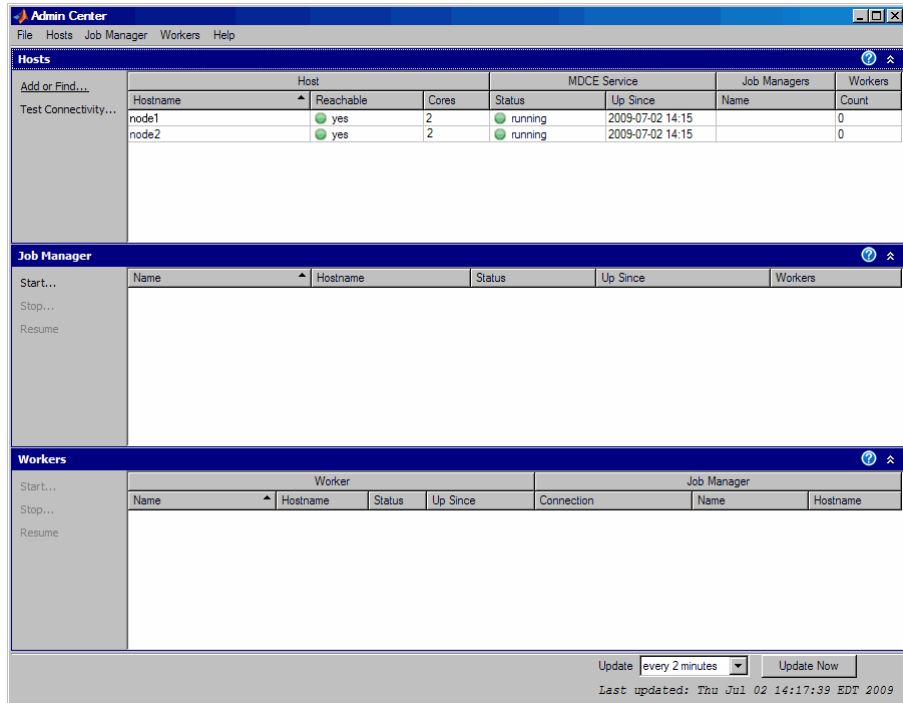 Admin Center
File Hosts Job Manager Workers Help
Hosts
Add or Find...
Test Connectivity...
Host MDCE Service Job Managers Workers
Hostname Reachable Cores Status Up Since Name Count
node1 yes 2 running 2009-07-02 14:15 0
node2 yes 2 running 2009-07-02 14:15 0
Job Manager
Start...
Stop...
Resume
Name Hostname Status Up Since Workers
Workers
Start...
Stop...
Resume
Worker Job Manager
Name Hostname Status Up Since Connection Name Hostname
Update every 2 minutes Update Now
Last updated: Thu Jul 02 14:17:39 EDT 2009